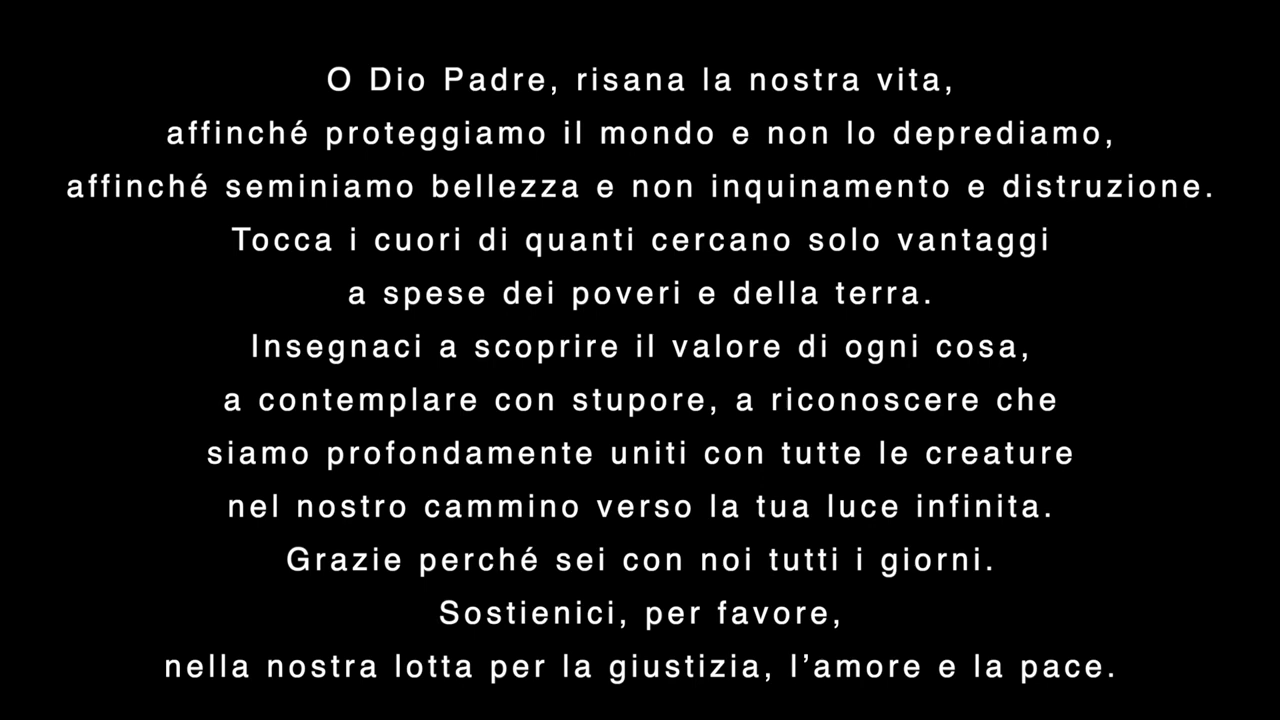 O Dio Padre, risana la nostra vita,
affinché proteggiamo il mondo e non lo deprediamo,
affinché seminiamo bellezza e non inquinamento e distruzione.
Tocca i cuori di quanti cercano solo vantaggi
a spese dei poveri e della terra.
Insegnaci a scoprire il valore di ogni cosa,
a contemplare con stupore, a riconoscere che
siamo profondamente uniti con tutte le creature
nel nostro cammino verso la tua luce infinita.
Grazie perché sei con noi tutti i giorni.
Sostienici, per favore,
nella nostra lotta per la giustizia, l’amore e la pace.